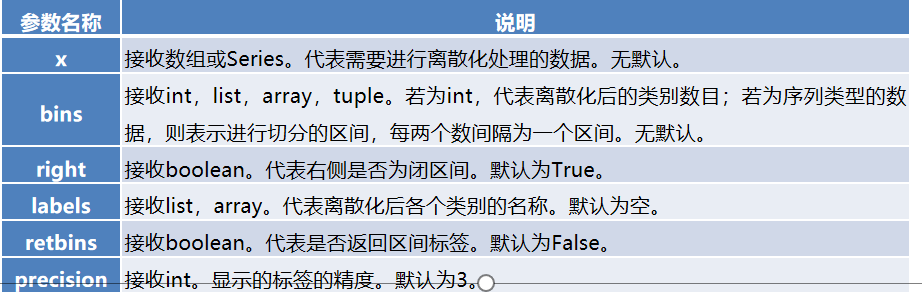 参数名称 说明
x 接收数组或Series。代表需要进行离散化处理的数据。无默认。
bins 接收int，list，array，tuple。若为int，代表离散化后的类别数目；若为序列类型的数
据，则表示进行切分的区间，每两个数间隔为一个区间。无默认。
right 接收boolean。代表右侧是否为闭区间。默认为True。
labels 接收list，array。代表离散化后各个类别的名称。默认为空。
retbins 接收boolean。代表是否返回区间标签。默认为False。
precision 接收int。显示的标签的精度。默认为3。